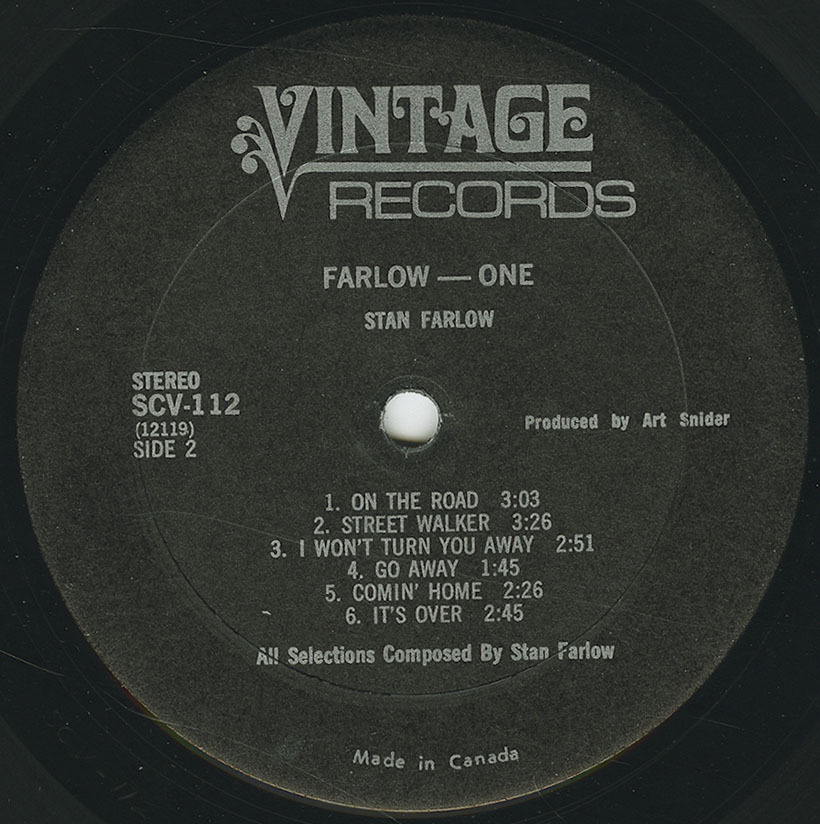 VINTAGE
RECORDS
FARLOW — ONE
STAN FARLOW
STEREO
SCV-112
(12119)
SIDE 2
Produced by Art Snider
1. ON THE ROAD 3:03
2. STREET WALKER 3:26
3. I WON'T TURN YOU AWAY 2:51
4. GO AWAY 1:45
5. COMIN' HOME 2:26
6. IT'S OVER 2:45
All Selections Composed By Stan Farlow
Made in Canada